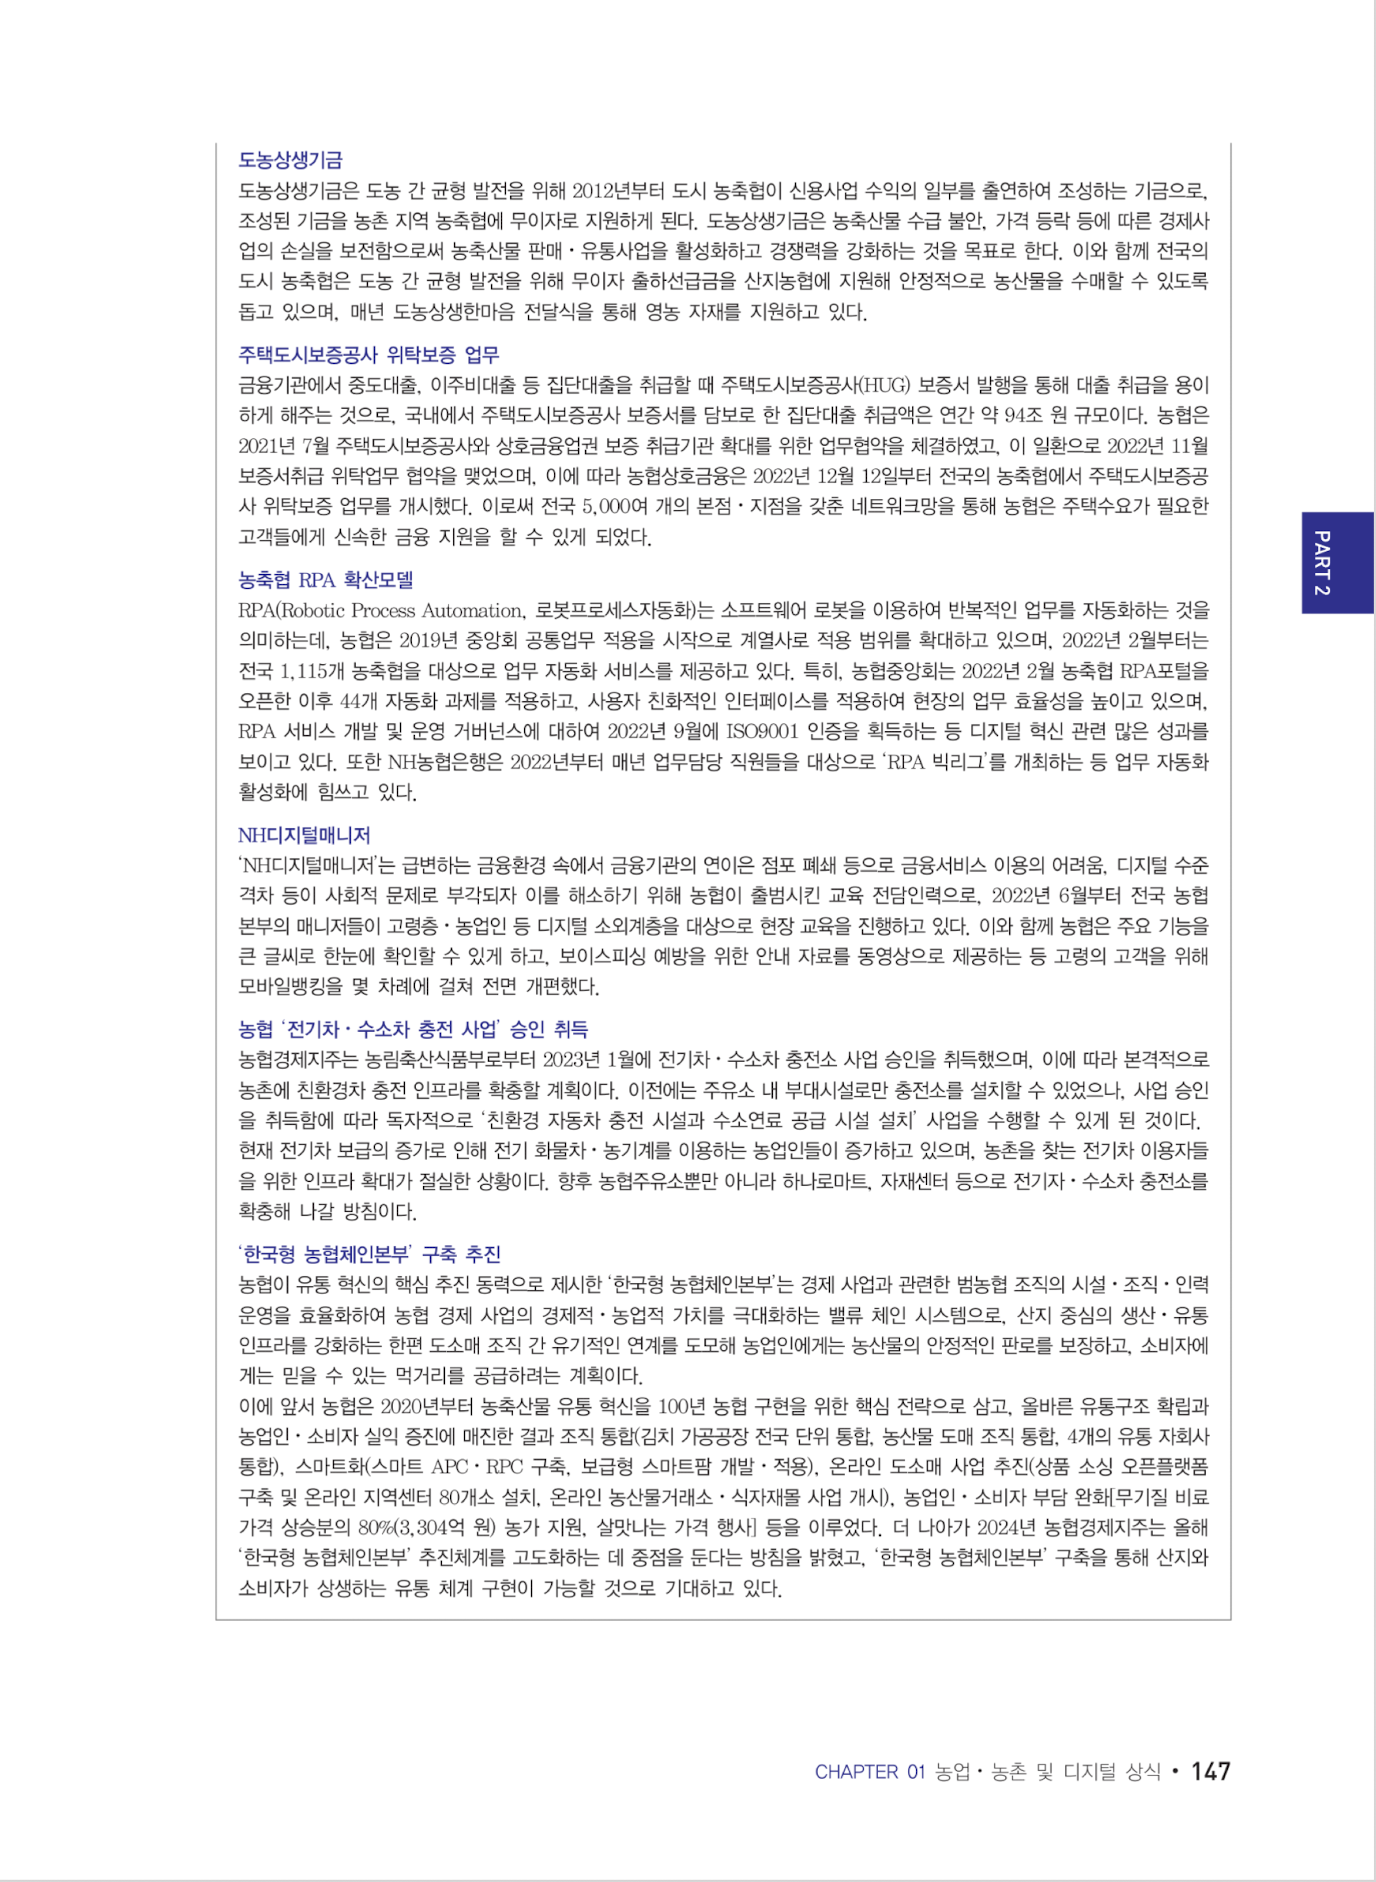 도농상생기금
도농상생기금은 도농 간 균형 발전을 위해 2012년부터 도시 농축협이 신용사업 수익의 일부를 출연하여 조성하는 기금으로,
조성된 기금을 농촌 지역 농축협에 무이자로 지원하게 된다. 도농상생기금은 농축산물 수급 불안, 가격 등락 등에 따른 경제사
업의 손실을 보전함으로써 농축산물 판매・유통사업을 활성화하고 경쟁력을 강화하는 것을 목표로 한다. 이와 함께 전국의
도시 농축협은 도농 간 균형 발전을 위해 무이자 출하선급금을 산지농협에 지원해 안정적으로 농산물을 수매할 수 있도록
돕고 있으며, 매년 도농상생한마음 전달식을 통해 영농 자재를 지원하고 있다.
주택도시보증공사 위탁보증 업무
금융기관에서 중도대출, 이주비대출 등 집단대출을 취급할 때 주택도시보증공사(HUG) 보증서 발행을 통해 대출 취급을 용이
하게 해주는 것으로, 국내에서 주택도시보증공사 보증서를 담보로 한 집단대출 취급액은 연간 약 94조 원 규모이다. 농협은
2021년 7월 주택도시보증공사와 상호금융업권 보증 취급기관 확대를 위한 업무협약을 체결하였고, 이 일환으로 2022년 11월
보증서취급 위탁업무 협약을 맺었으며, 이에 따라 농협상호금융은 2022년 12월 12일부터 전국의 농축협에서 주택도시보증공
사 위탁보증 업무를 개시했다. 이로써 전국 5,000여 개의 본점・지점을 갖춘 네트워크망을 통해 농협은 주택수요가 필요한
고객들에게 신속한 금융 지원을 할 수 있게 되었다.
농축협 RPA 확산모델
RPA(Robotic Process Automation, 로봇프로세스자동화)는 소프트웨어 로봇을 이용하여 반복적인 업무를 자동화하는 것을
의미하는데, 농협은 2019년 중앙회 공통업무 적용을 시작으로 계열사로 적용 범위를 확대하고 있으며, 2022년 2월부터는
전국 1,115개 농축협을 대상으로 업무 자동화 서비스를 제공하고 있다. 특히, 농협중앙회는 2022년 2월 농축협 RPA포털을
오픈한 이후 44개 자동화 과제를 적용하고, 사용자 친화적인 인터페이스를 적용하여 현장의 업무 효율성을 높이고 있으며,
RPA 서비스 개발 및 운영 거버넌스에 대하여 2022년 9월에 ISO9001 인증을 획득하는 등 디지털 혁신 관련 많은 성과를
보이고 있다. 또한 NH농협은행은 2022년부터 매년 업무담당 직원들을 대상으로 ‘RPA 빅리그’를 개최하는 등 업무 자동화
활성화에 힘쓰고 있다.
NH디지털매니저
‘NH디지털매니저’는 급변하는 금융환경 속에서 금융기관의 연이은 점포 폐쇄 등으로 금융서비스 이용의 어려움, 디지털 수준
격차 등이 사회적 문제로 부각되자 이를 해소하기 위해 농협이 출범시킨 교육 전담인력으로, 2022년 6월부터 전국 농협
본부의 매니저들이 고령층・농업인 등 디지털 소외계층을 대상으로 현장 교육을 진행하고 있다. 이와 함께 농협은 주요 기능을
큰 글씨로 한눈에 확인할 수 있게 하고, 보이스피싱 예방을 위한 안내 자료를 동영상으로 제공하는 등 고령의 고객을 위해
모바일뱅킹을 몇 차례에 걸쳐 전면 개편했다.
농협 ‘전기차・수소차 충전 사업’ 승인 취득
농협경제지주는 농림축산식품부로부터 2023년 1월에 전기차・수소차 충전소 사업 승인을 취득했으며, 이에 따라 본격적으로
농촌에 친환경차 충전 인프라를 확충할 계획이다. 이전에는 주유소 내 부대시설로만 충전소를 설치할 수 있었으나, 사업 승인
을 취득함에 따라 독자적으로 ‘친환경 자동차 충전 시설과 수소연료 공급 시설 설치’ 사업을 수행할 수 있게 된 것이다.
현재 전기차 보급의 증가로 인해 전기 화물차・농기계를 이용하는 농업인들이 증가하고 있으며, 농촌을 찾는 전기차 이용자들
을 위한 인프라 확대가 절실한 상황이다. 향후 농협주유소뿐만 아니라 하나로마트, 자재센터 등으로 전기자・수소차 충전소를
확충해 나갈 방침이다.
‘한국형 농협체인본부’ 구축 추진
농협이 유통 혁신의 핵심 추진 동력으로 제시한 ‘한국형 농협체인본부’는 경제 사업과 관련한 범농협 조직의 시설・조직・인력
운영을 효율화하여 농협 경제 사업의 경제적・농업적 가치를 극대화하는 밸류 체인 시스템으로, 산지 중심의 생산・유통
인프라를 강화하는 한편 도소매 조직 간 유기적인 연계를 도모해 농업인에게는 농산물의 안정적인 판로를 보장하고, 소비자에
게는 믿을 수 있는 먹거리를 공급하려는 계획이다.
이에 앞서 농협은 2020년부터 농축산물 유통 혁신을 100년 농협 구현을 위한 핵심 전략으로 삼고, 올바른 유통구조 확립과
농업인・소비자 실익 증진에 매진한 결과 조직 통합(김치 가공공장 전국 단위 통합, 농산물 도매 조직 통합, 4개의 유통 자회사
통합), 스마트화(스마트 APC・RPC 구축, 보급형 스마트팜 개발・적용), 온라인 도소매 사업 추진(상품 소싱 오픈플랫폼
구축 및 온라인 지역센터 80개소 설치, 온라인 농산물거래소・식자재몰 사업 개시), 농업인・소비자 부담 완화[무기질 비료
가격 상승분의 80%(3,304억 원) 농가 지원, 살맛나는 가격 행사] 등을 이루었다. 더 나아가 2024년 농협경제지주는 올해
‘한국형 농협체인본부’ 추진체계를 고도화하는 데 중점을 둔다는 방침을 밝혔고, ‘한국형 농협체인본부’ 구축을 통해 산지와
소비자가 상생하는 유통 체계 구현이 가능할 것으로 기대하고 있다.
PART 2
CHAPTER 01 농업・농촌 및 디지털 상식 • 147